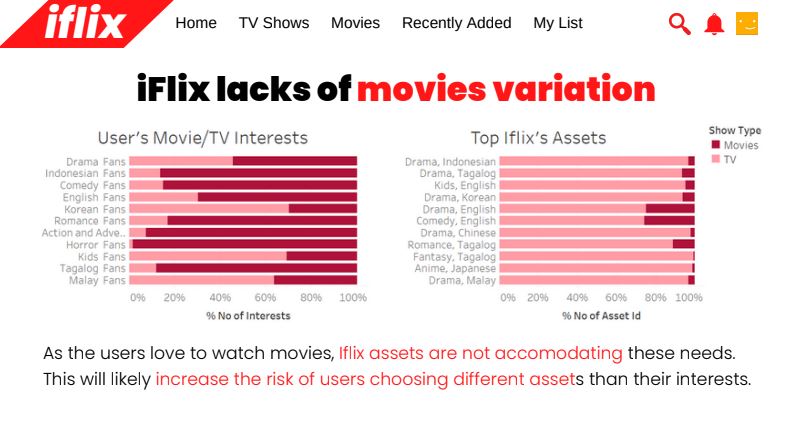 iflix
Home TV Shows Movies Recently Added My List
iFlix lacks of movies variation
User's Movie/TV Interests
Drama Fans
Indonesian Fans
Comedy Fans
English Fans
Korean Fans
Romance Fans
Action and Adve..
Horror Fans
Kids Fans
Tagalog Fans
Malay Fans
0% 20% 40% 60% 80% 100%
% No of Interests
Top Iflix's Assets
Drama, Indonesian
Drama, Tagalog
Kids, English
Drama, Korean
Drama, English
Comedy, English
Drama, Chinese
Romance, Tagalog
Fantasy, Tagalog
Anime, Japanese
Drama, Malay
0% 20% 40% 60% 80% 100%
% No of Asset Id
Show Type
Movies
TV
As the users love to watch movies, Iflix assets are not accomodating these needs.
This will likely increase the risk of users choosing different assets than their interests.